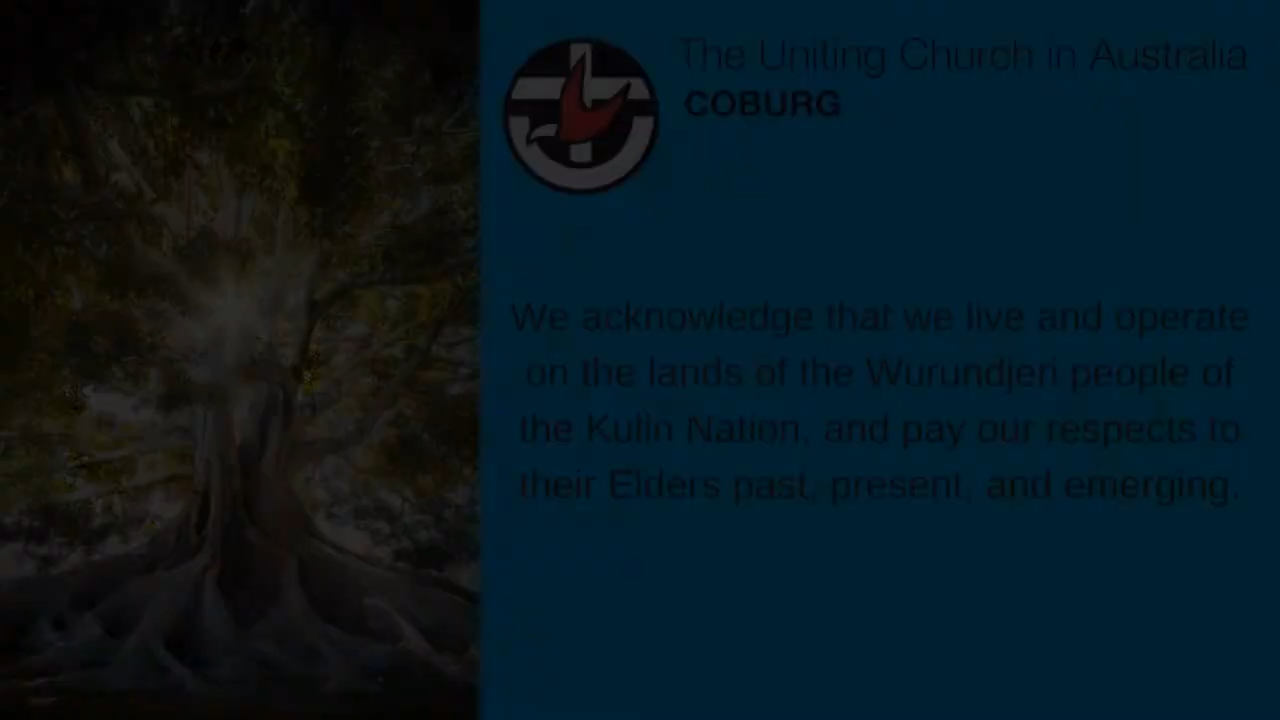 The Uniting Church in Australia
COBURG
We acknowledge that we live and operate
on the lands of the Wurundjeri people of
the Kulin Nation, and pay our respects to
their Elders past, present, and emerging.